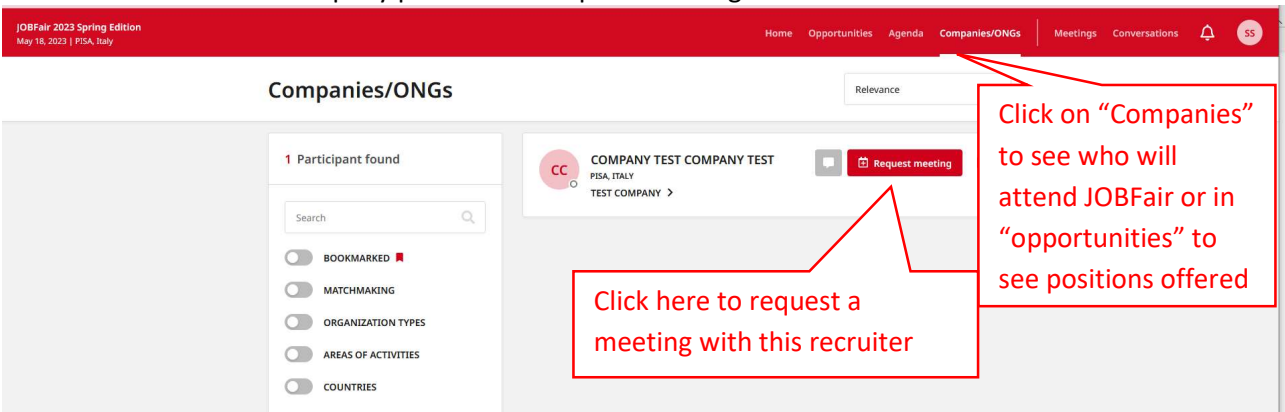 JOBFair 2023 Spring Edition
May 18, 2023 | PISA, Italy
Home Opportunities Agenda Companies/ONGs Meetings Conversations SS
Companies/ONGs
Relevance
Click on “Companies”
to see who will
attend JOBFair or in
“opportunities” to
see positions offered
1 Participant found
Search
BOOKMARKED
MATCHMAKING
ORGANIZATION TYPES
AREAS OF ACTIVITIES
COUNTRIES
CC
COMPANY TEST COMPANY TEST
PISA, ITALY
TEST COMPANY >
Request meeting
Click here to request a
meeting with this recruiter